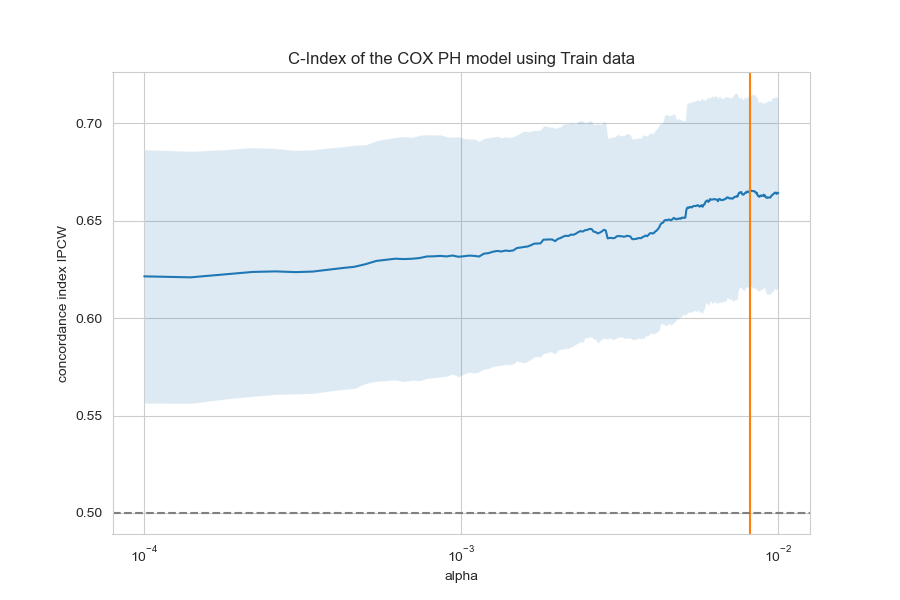 C-Index of the COX PH model using Train data
concordance index IPCW
0.70
0.65
0.60
0.55
0.50
10⁻⁴ 10⁻³ 10⁻²
alpha